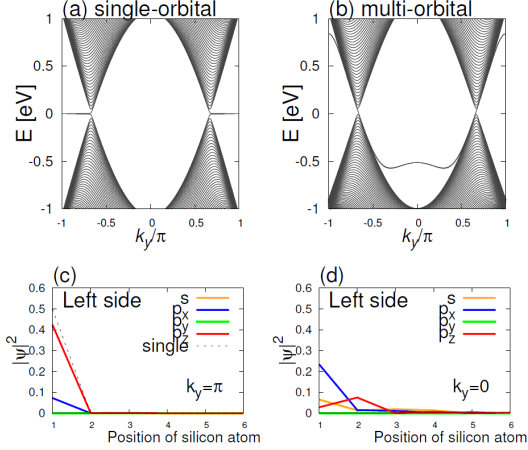 (a) single-orbital
(b) multi-orbital
E [eV]
1
0.5
0
-0.5
-1
-1 -0.5 0 0.5 1
k_y/π
E [eV]
1
0.5
0
-0.5
-1
-1 -0.5 0 0.5 1
k_y/π
(c)
|ψ|²
0.6
0.5
0.4
0.3
0.2
0.1
0
Left side
s
p_x
p_y
p_z
single
k_y=π
1 2 3 4 5 6
Position of silicon atom
(d)
|ψ|²
0.6
0.5
0.4
0.3
0.2
0.1
0
Left side
s
p_x
p_y
p_z
k_y=0
1 2 3 4 5 6
Position of silicon atom